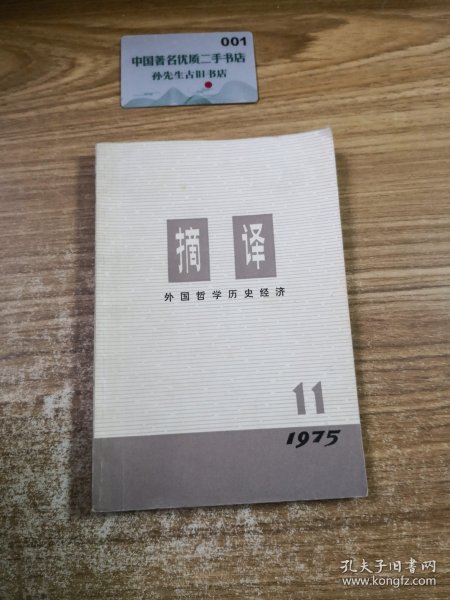 001
中国著名优质二手书店
孙先生古旧书店
摘译
外国哲学历史经济
11
1975
孔夫子旧书网
www.kongfz.com